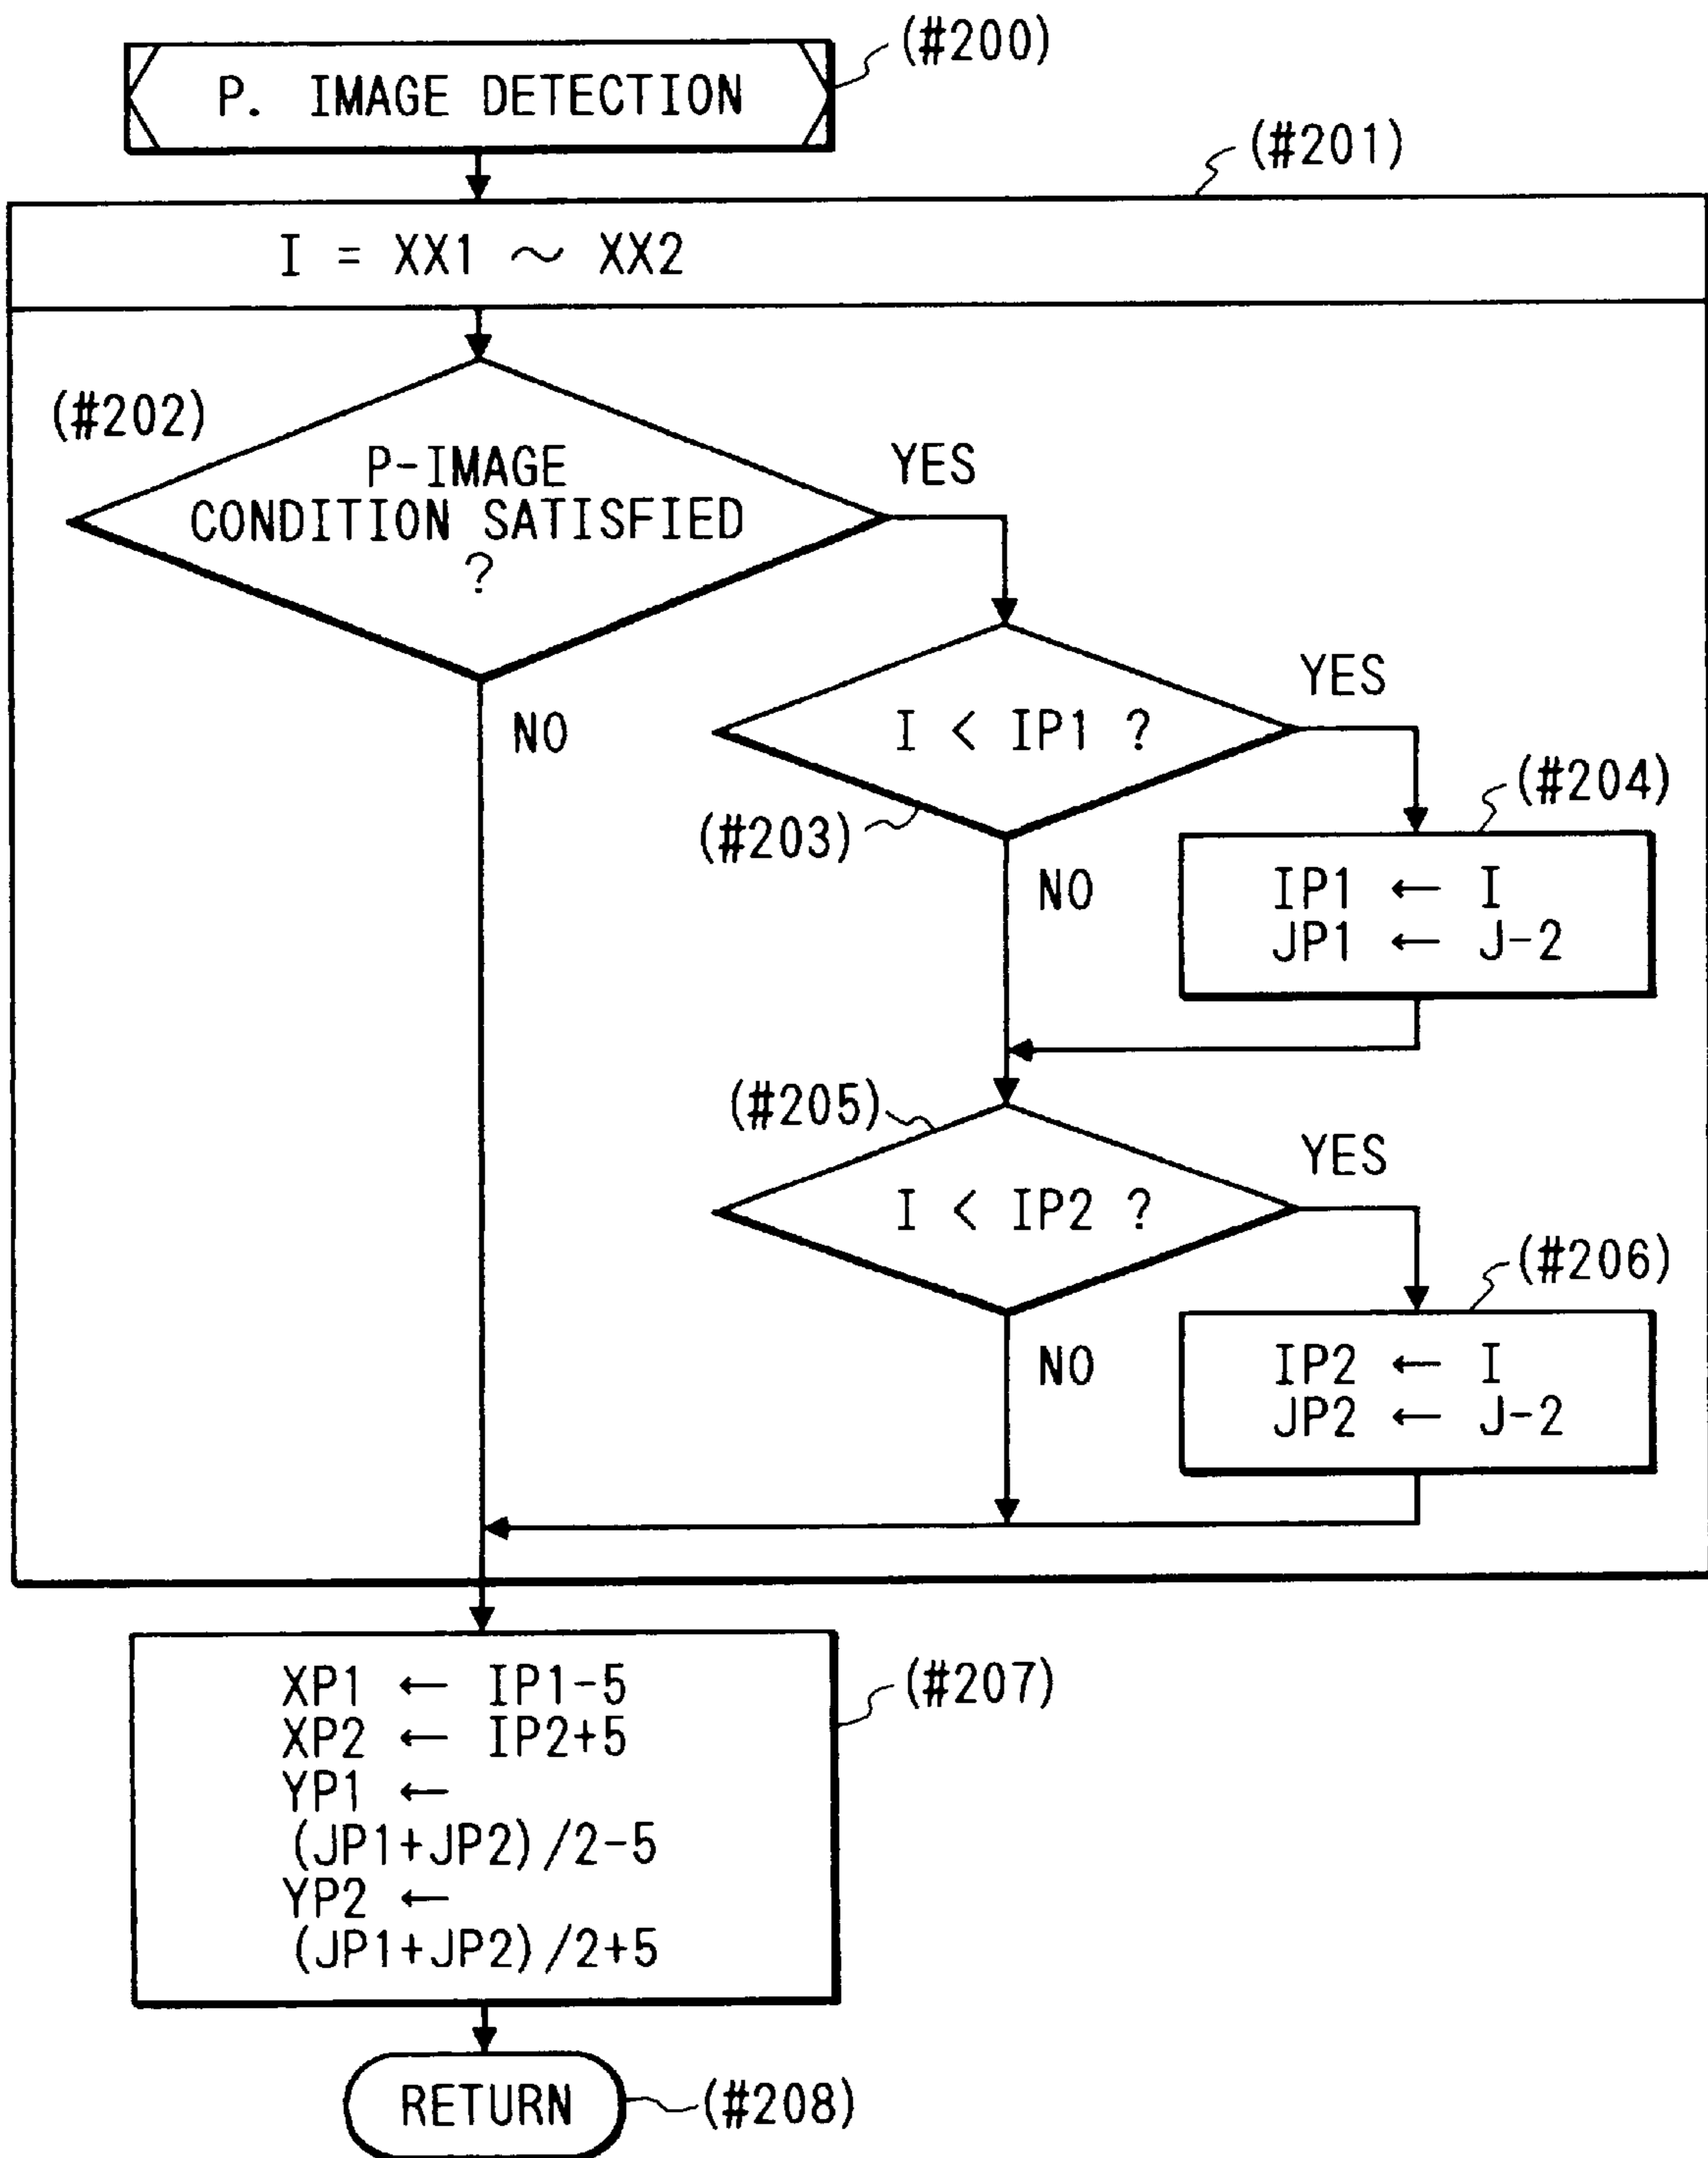 (#200)
P. IMAGE DETECTION
(#201)
I = XX1 ～ XX2
(#202)
P-IMAGE
CONDITION SATISFIED
?
YES
NO
I < IP1 ?
YES
(#203)
NO
(#204)
IP1 ← I
JP1 ← J-2
(#205)
I < IP2 ?
YES
NO
(#206)
IP2 ← I
JP2 ← J-2
XP1 ← IP1-5
XP2 ← IP2+5
YP1 ←
(JP1+JP2)/2-5
YP2 ←
(JP1+JP2)/2+5
(#207)
RETURN
(#208)